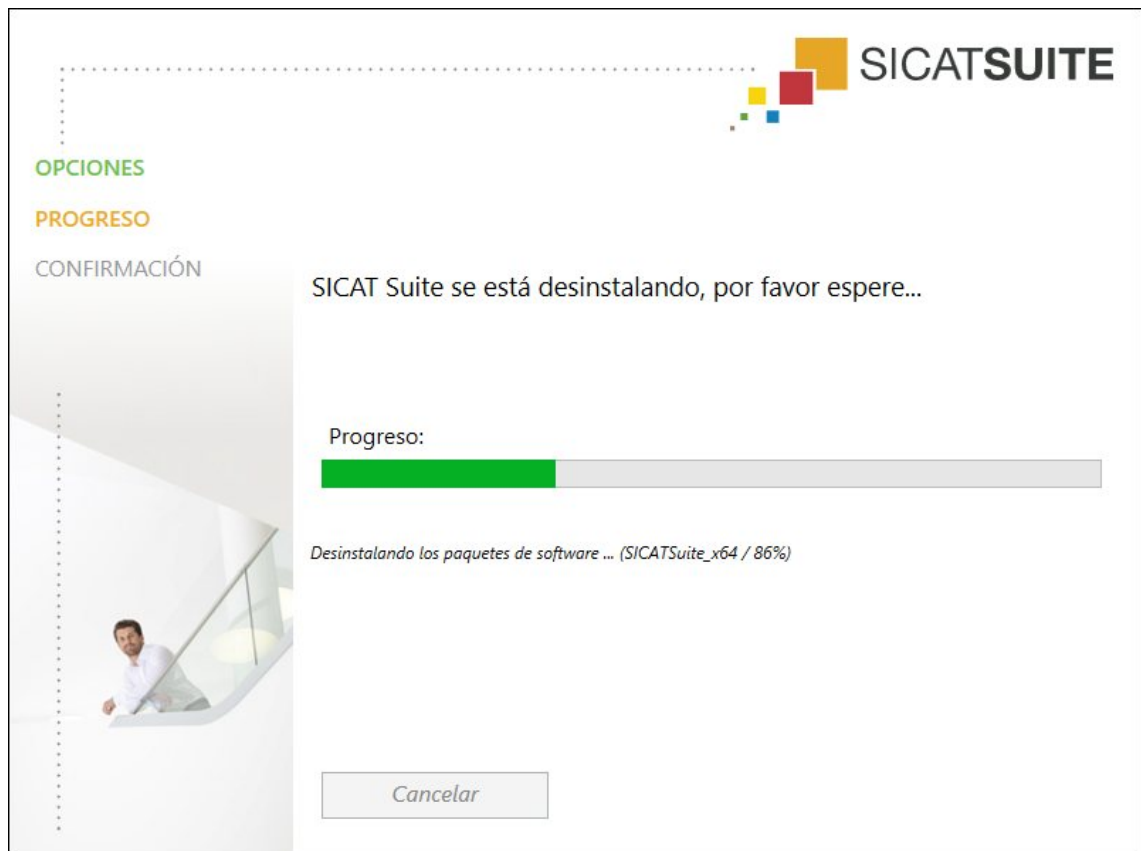 SICATSUITE
OPCIONES
PROGRESO
CONFIRMACIÓN
SICAT Suite se está desinstalando, por favor espere...
Progreso:
Desinstalando los paquetes de software ... (SICATSuite_x64 / 86%)
Cancelar